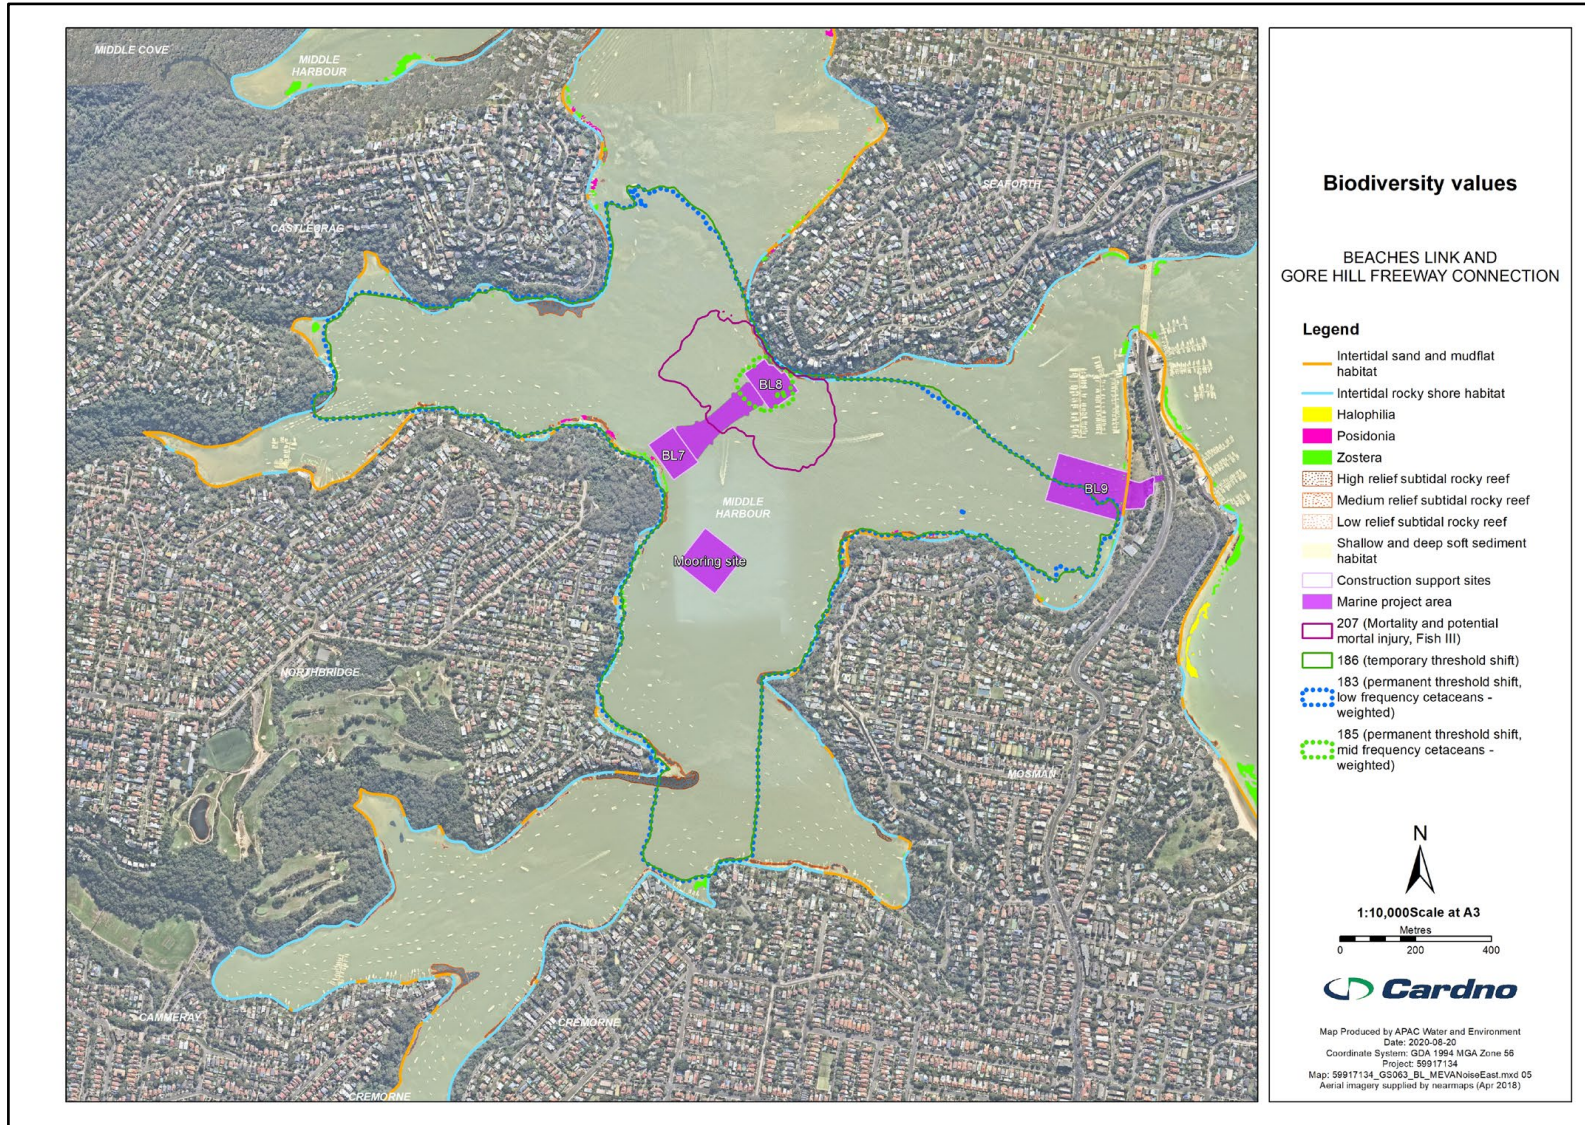 MIDDLE COVE
MIDDLE
HARBOUR
SEAFORTH
CASTLECRAG
BL8
BL7
BL9
MIDDLE
HARBOUR
Mooring site
NORTHBRIDGE
MOSMAN
CAMMERAY
CREMORNE
CREMORNE
Biodiversity values
BEACHES LINK AND
GORE HILL FREEWAY CONNECTION
Legend
Intertidal sand and mudflat
habitat
Intertidal rocky shore habitat
Halophilia
Posidonia
Zostera
High relief subtidal rocky reef
Medium relief subtidal rocky reef
Low relief subtidal rocky reef
Shallow and deep soft sediment
habitat
Construction support sites
Marine project area
207 (Mortality and potential
mortal injury, Fish III)
186 (temporary threshold shift)
183 (permanent threshold shift,
low frequency cetaceans -
weighted)
185 (permanent threshold shift,
mid frequency cetaceans -
weighted)
N
1:10,000Scale at A3
Metres
0 200 400
Cardno
Map Produced by APAC Water and Environment
Date: 2020-08-20
Coordinate System: GDA 1994 MGA Zone 56
Project: 59917134
Map: 59917134_GS063_BL_MEVANoiseEast.mxd 05
Aerial imagery supplied by nearmaps (Apr 2018)